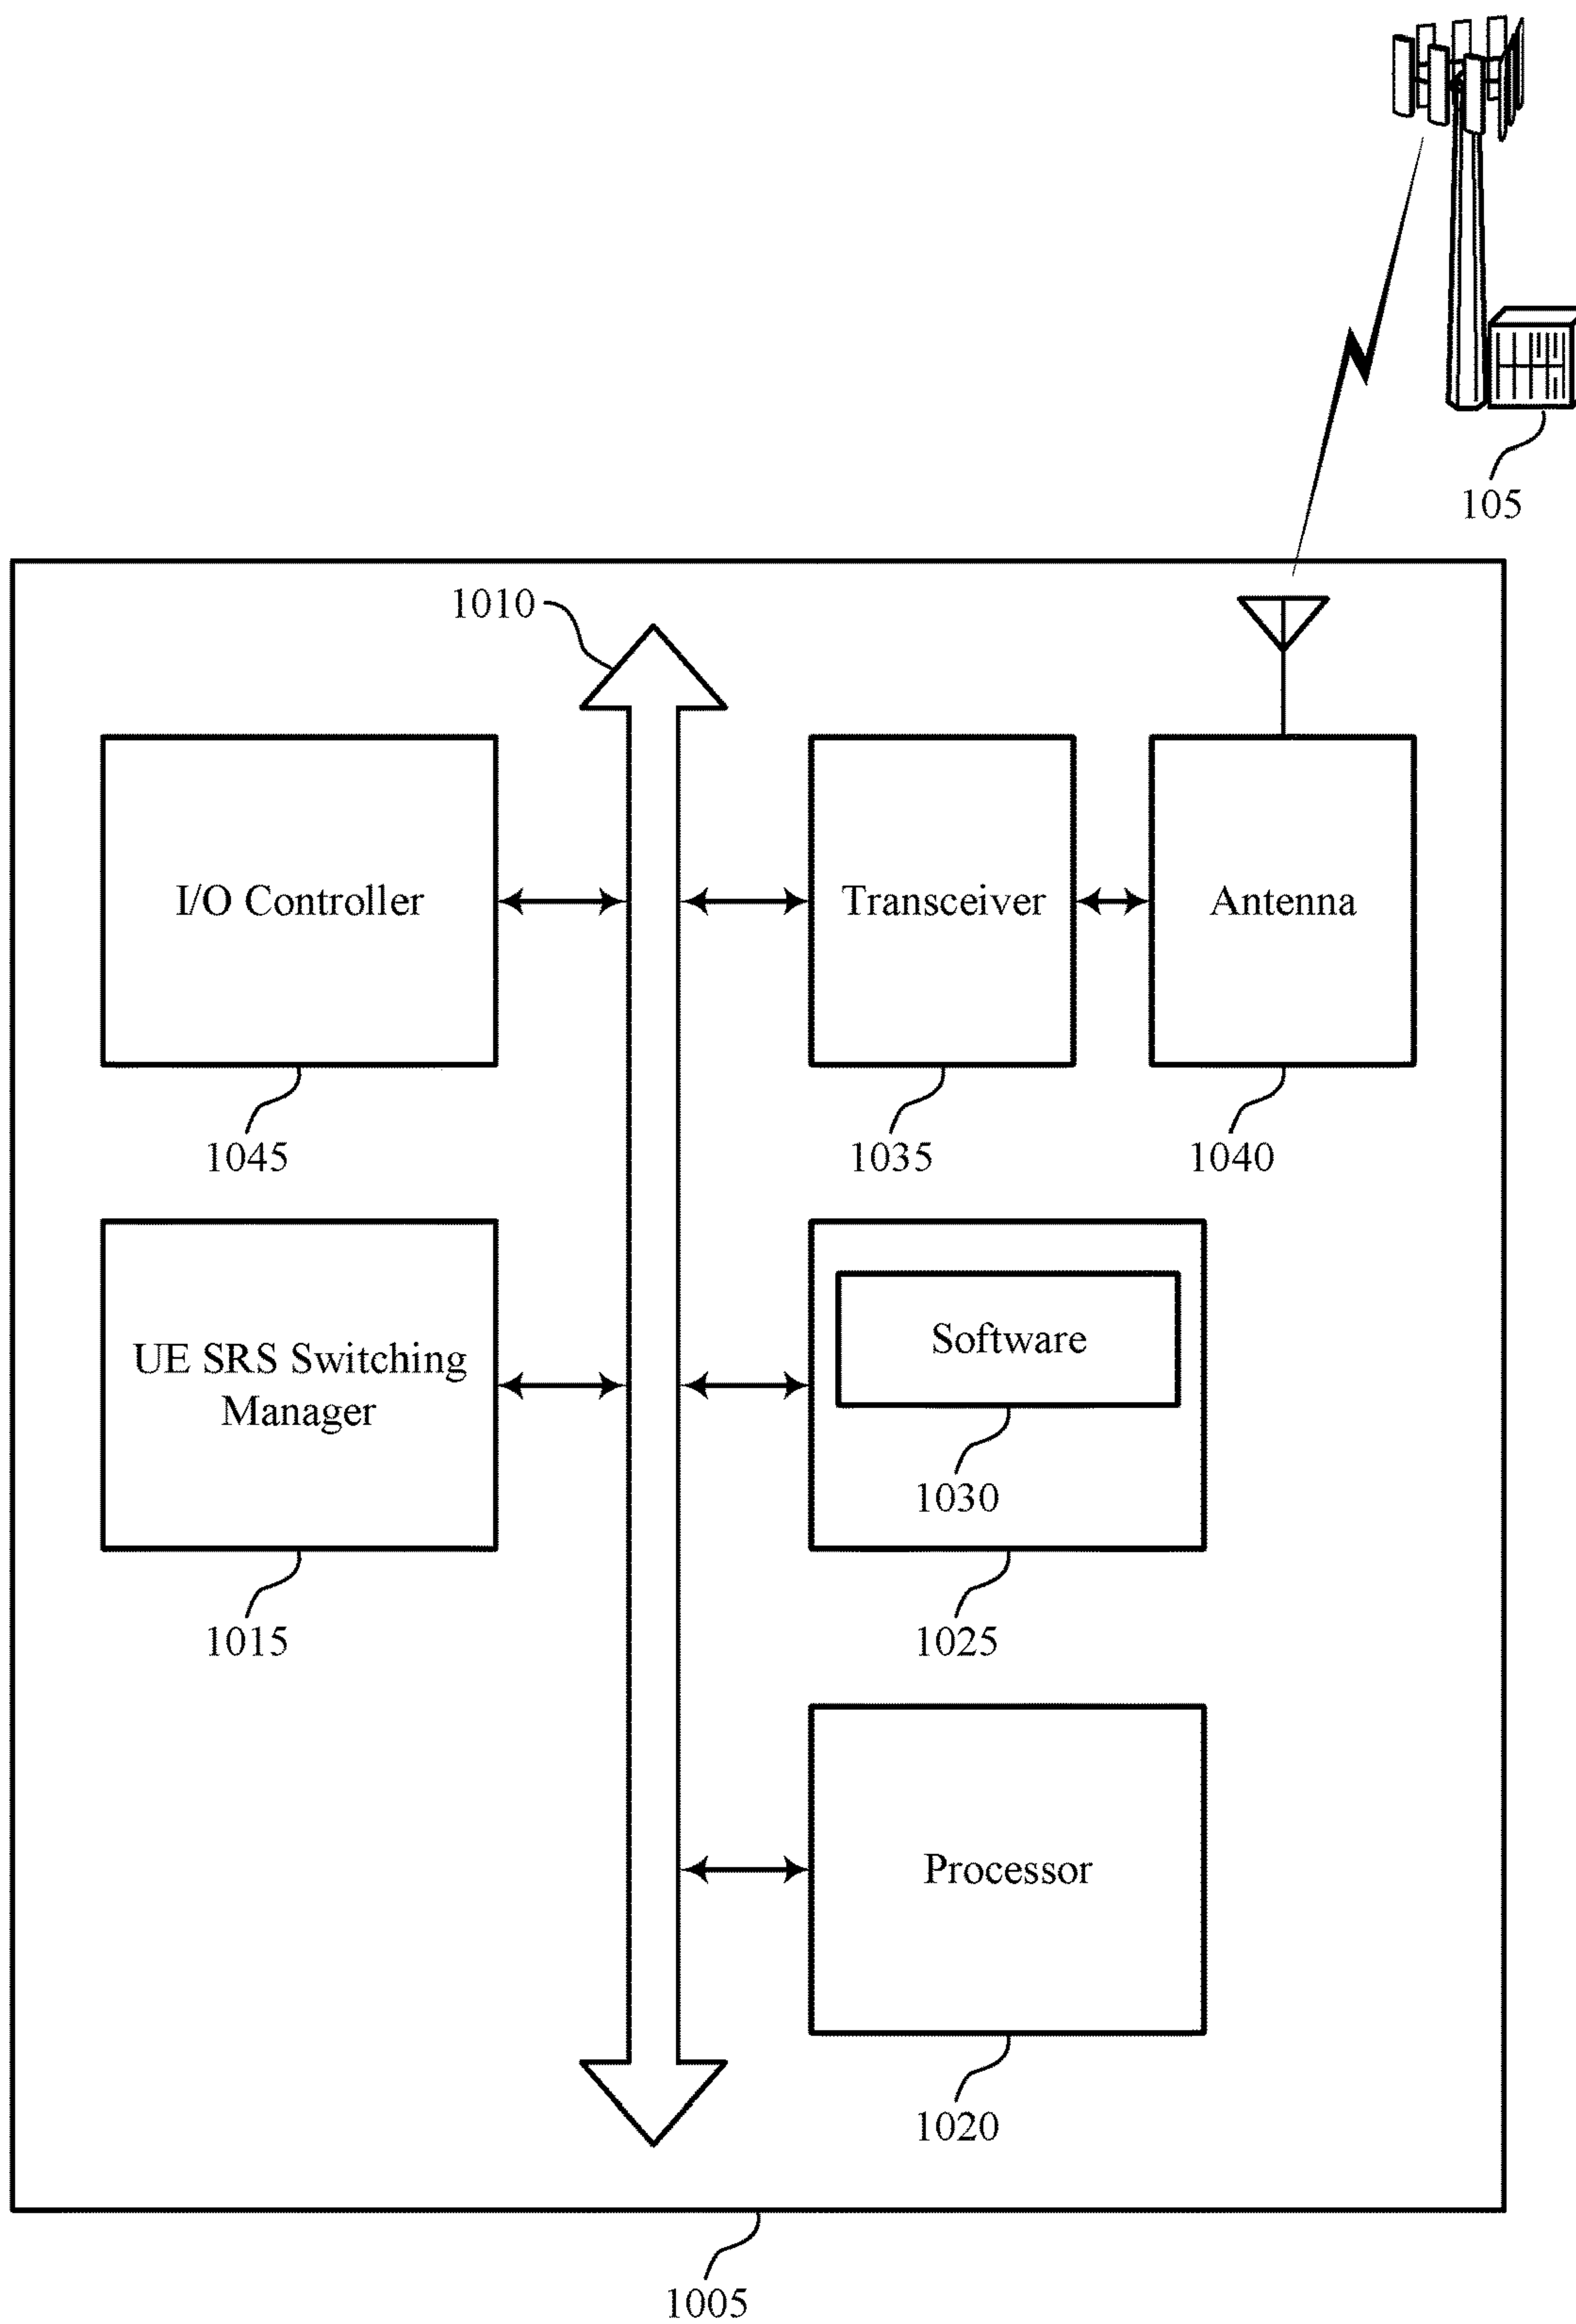 105
1010
I/O Controller
Transceiver
Antenna
1045
1035
1040
UE SRS Switching
Manager
Software
1030
1015
1025
Processor
1020
1005